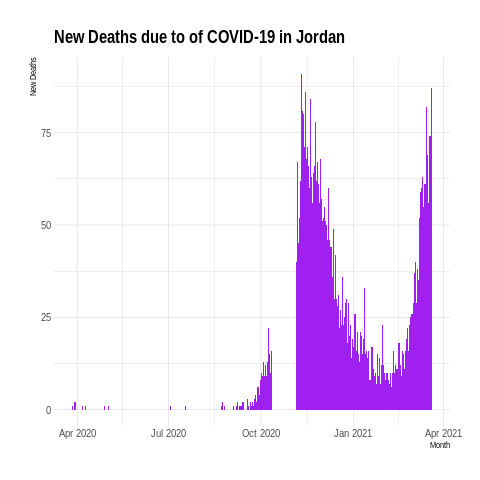 New Deaths due to of COVID-19 in Jordan
New Deaths
75
50
25
0
Apr 2020 Jul 2020 Oct 2020 Jan 2021 Apr 2021
Month